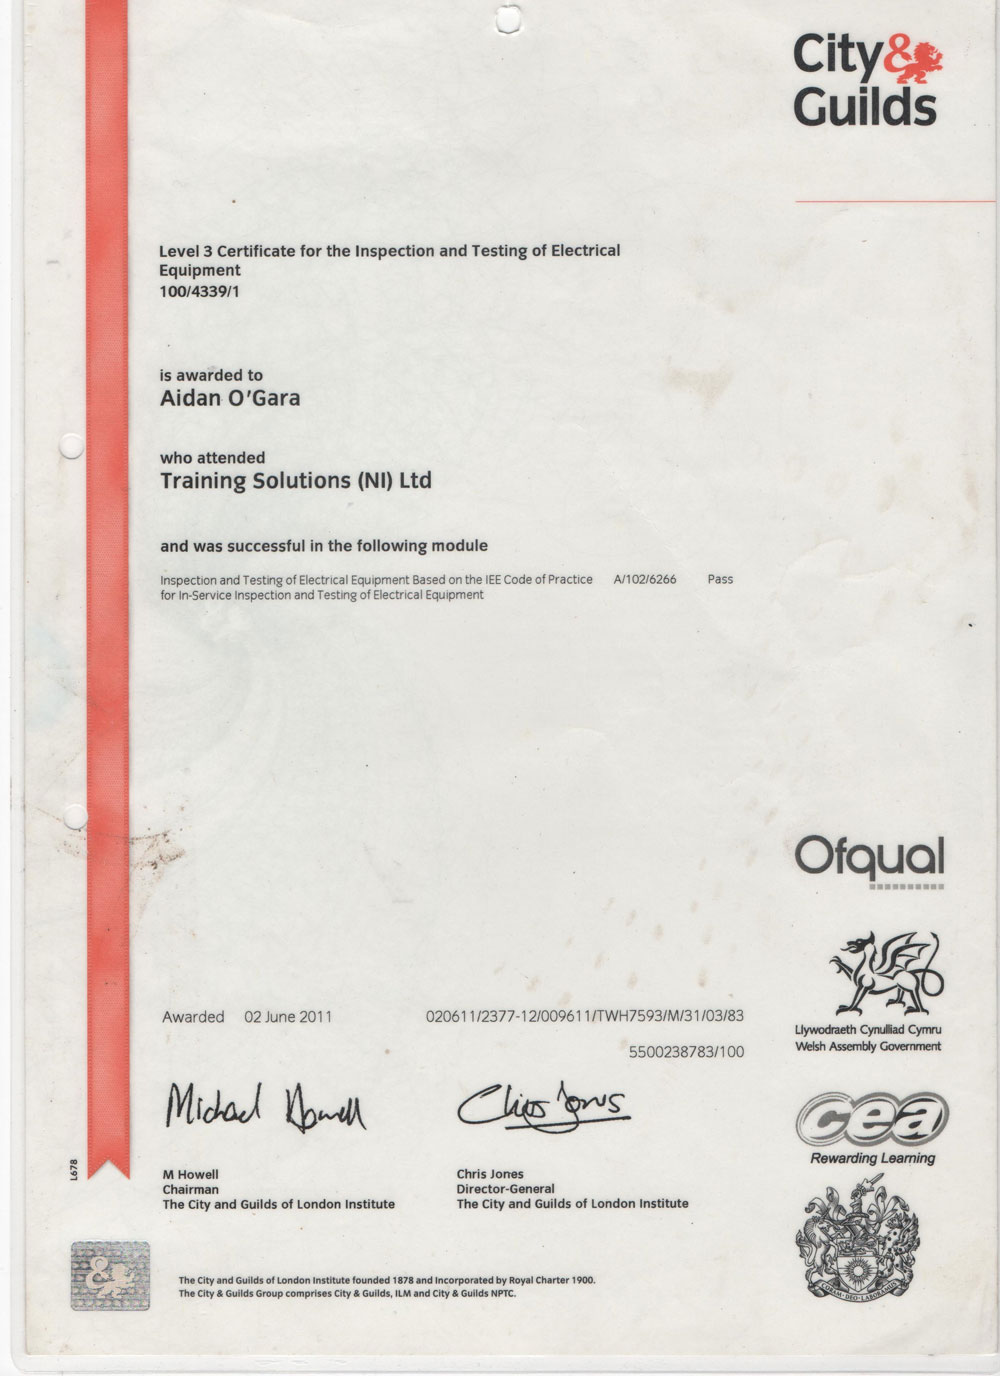 City&
Guilds
Level 3 Certificate for the Inspection and Testing of Electrical
Equipment
100/4339/1
is awarded to
Aidan O'Gara
who attended
Training Solutions (NI) Ltd
and was successful in the following module
Inspection and Testing of Electrical Equipment Based on the IEE Code of Practice A/102/6266 Pass
for In-Service Inspection and Testing of Electrical Equipment
Ofqual
Awarded 02 June 2011 020611/2377-12/009611/TWH7593/M/31/03/83
5500238783/100
Llywodraeth Cynulliad Cymru
Welsh Assembly Government
Michael Howell
Chris Jones
cea
Rewarding Learning
L678
M Howell
Chairman
The City and Guilds of London Institute
Chris Jones
Director-General
The City and Guilds of London Institute
The City and Guilds of London Institute founded 1878 and Incorporated by Royal Charter 1900.
The City & Guilds Group comprises City & Guilds, ILM and City & Guilds NPTC.